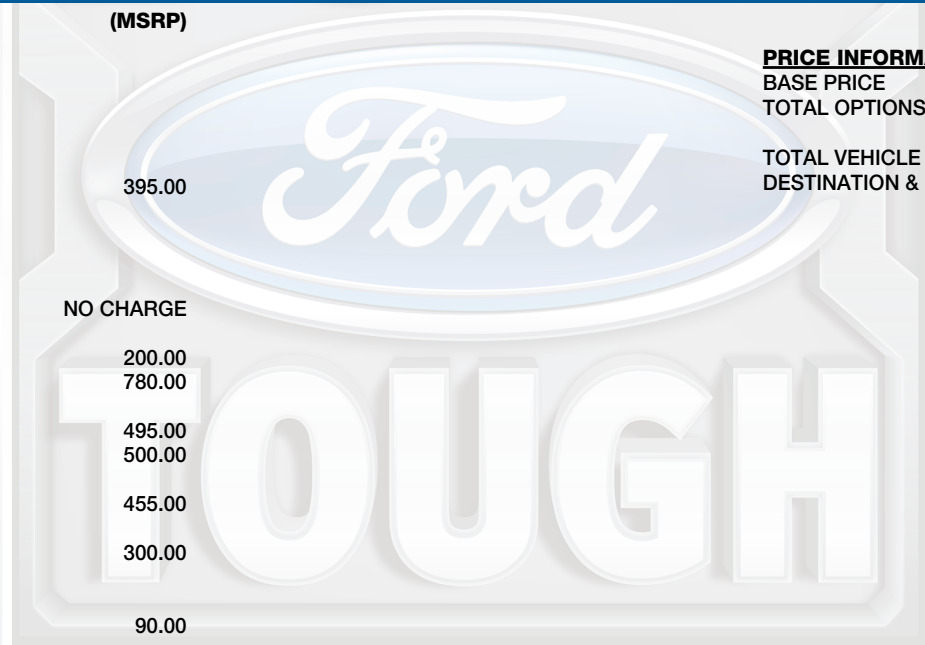 (MSRP)
395.00
NO CHARGE
200.00
780.00
495.00
500.00
455.00
300.00
90.00
PRICE INFORMA
BASE PRICE
TOTAL OPTIONS
TOTAL VEHICLE
DESTINATION &
Ford
TOUGH